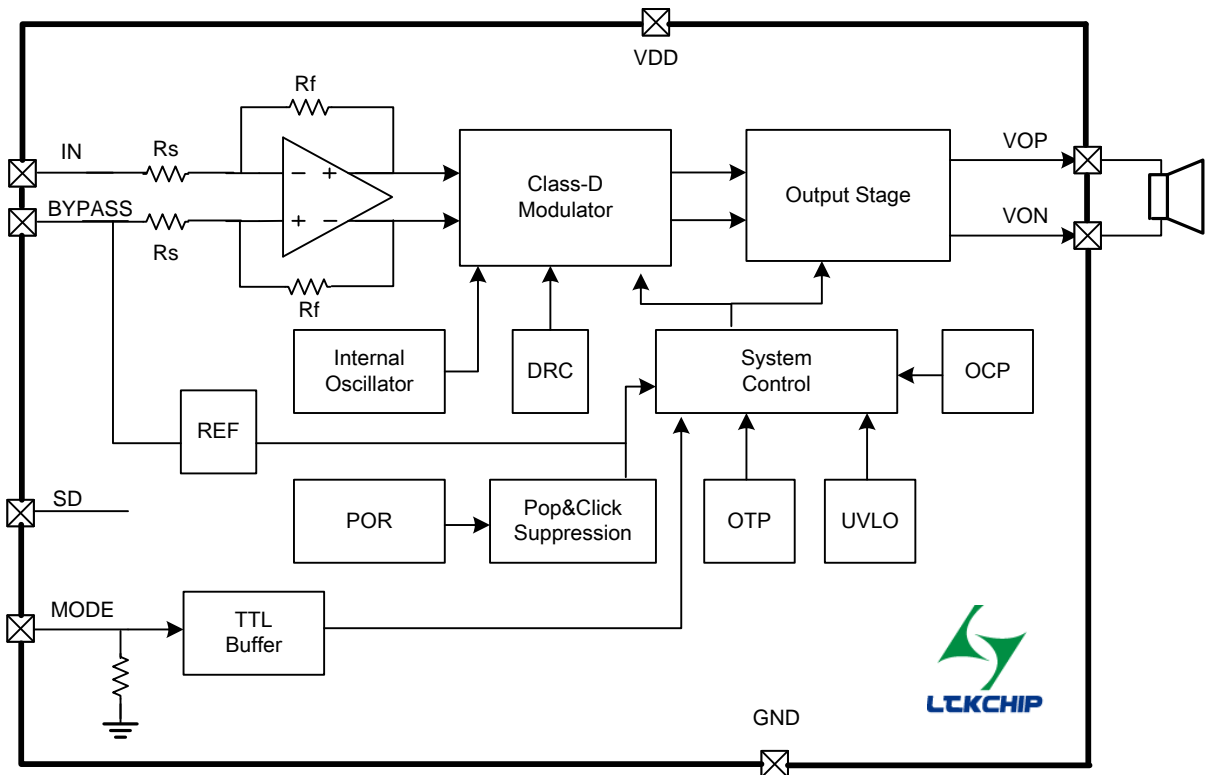 VDD
Rf
IN
Rs
BYPASS
Rs
Rf
Class-D
Modulator
Output Stage
VOP
VON
Internal
Oscillator
DRC
System
Control
OCP
REF
SD
POR
Pop&Click
Suppression
OTP
UVLO
MODE
TTL
Buffer
LTKCHIP
GND